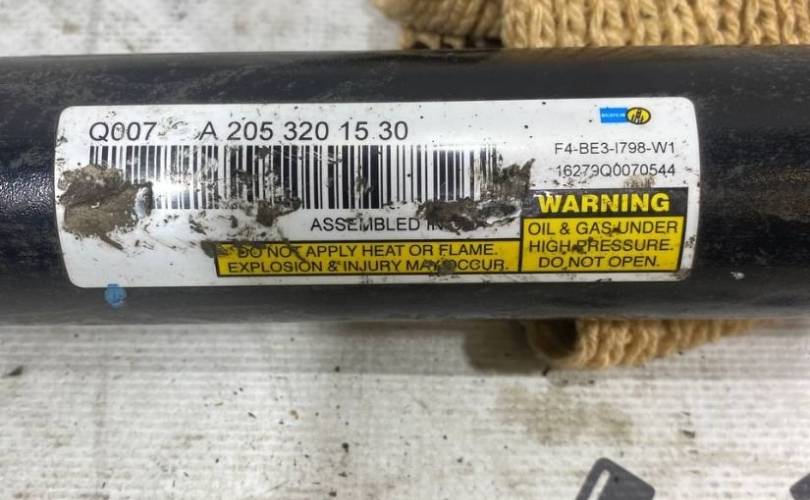 A 205 320 15 30
F4-BE3-I798-W1
16279Q0070544
ASSEMBLED
WARNING
OIL & GAS UNDER
HIGH PRESSURE.
DO NOT OPEN.
DO NOT APPLY HEAT OR FLAME.
EXPLOSION & INJURY MAY OCCUR.